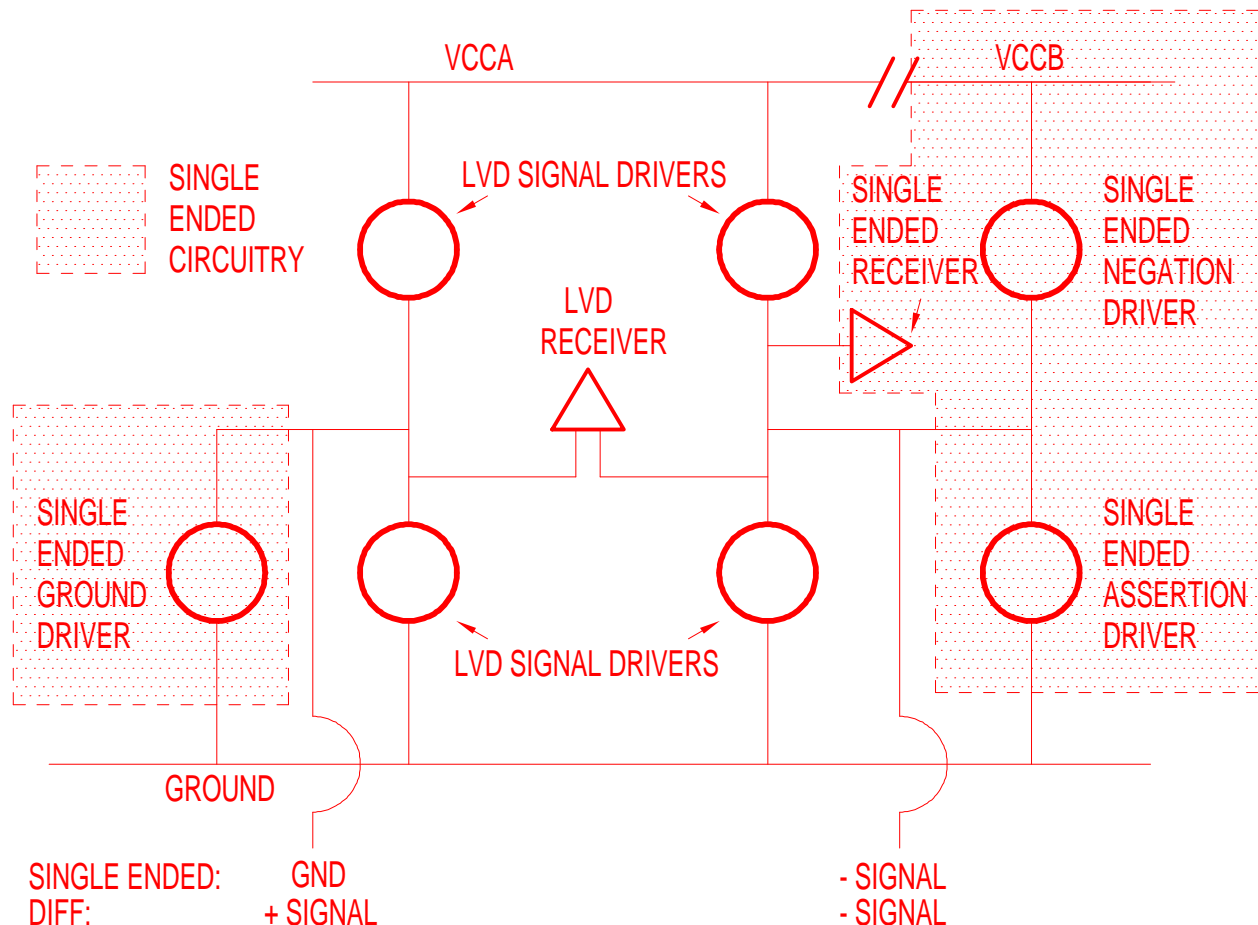 VCCA
VCCB
SINGLE
ENDED
CIRCUITRY
LVD SIGNAL DRIVERS
SINGLE
ENDED
RECEIVER
SINGLE
ENDED
NEGATION
DRIVER
LVD
RECEIVER
SINGLE
ENDED
GROUND
DRIVER
SINGLE
ENDED
ASSERTION
DRIVER
LVD SIGNAL DRIVERS
GROUND
SINGLE ENDED: GND - SIGNAL
DIFF: + SIGNAL - SIGNAL